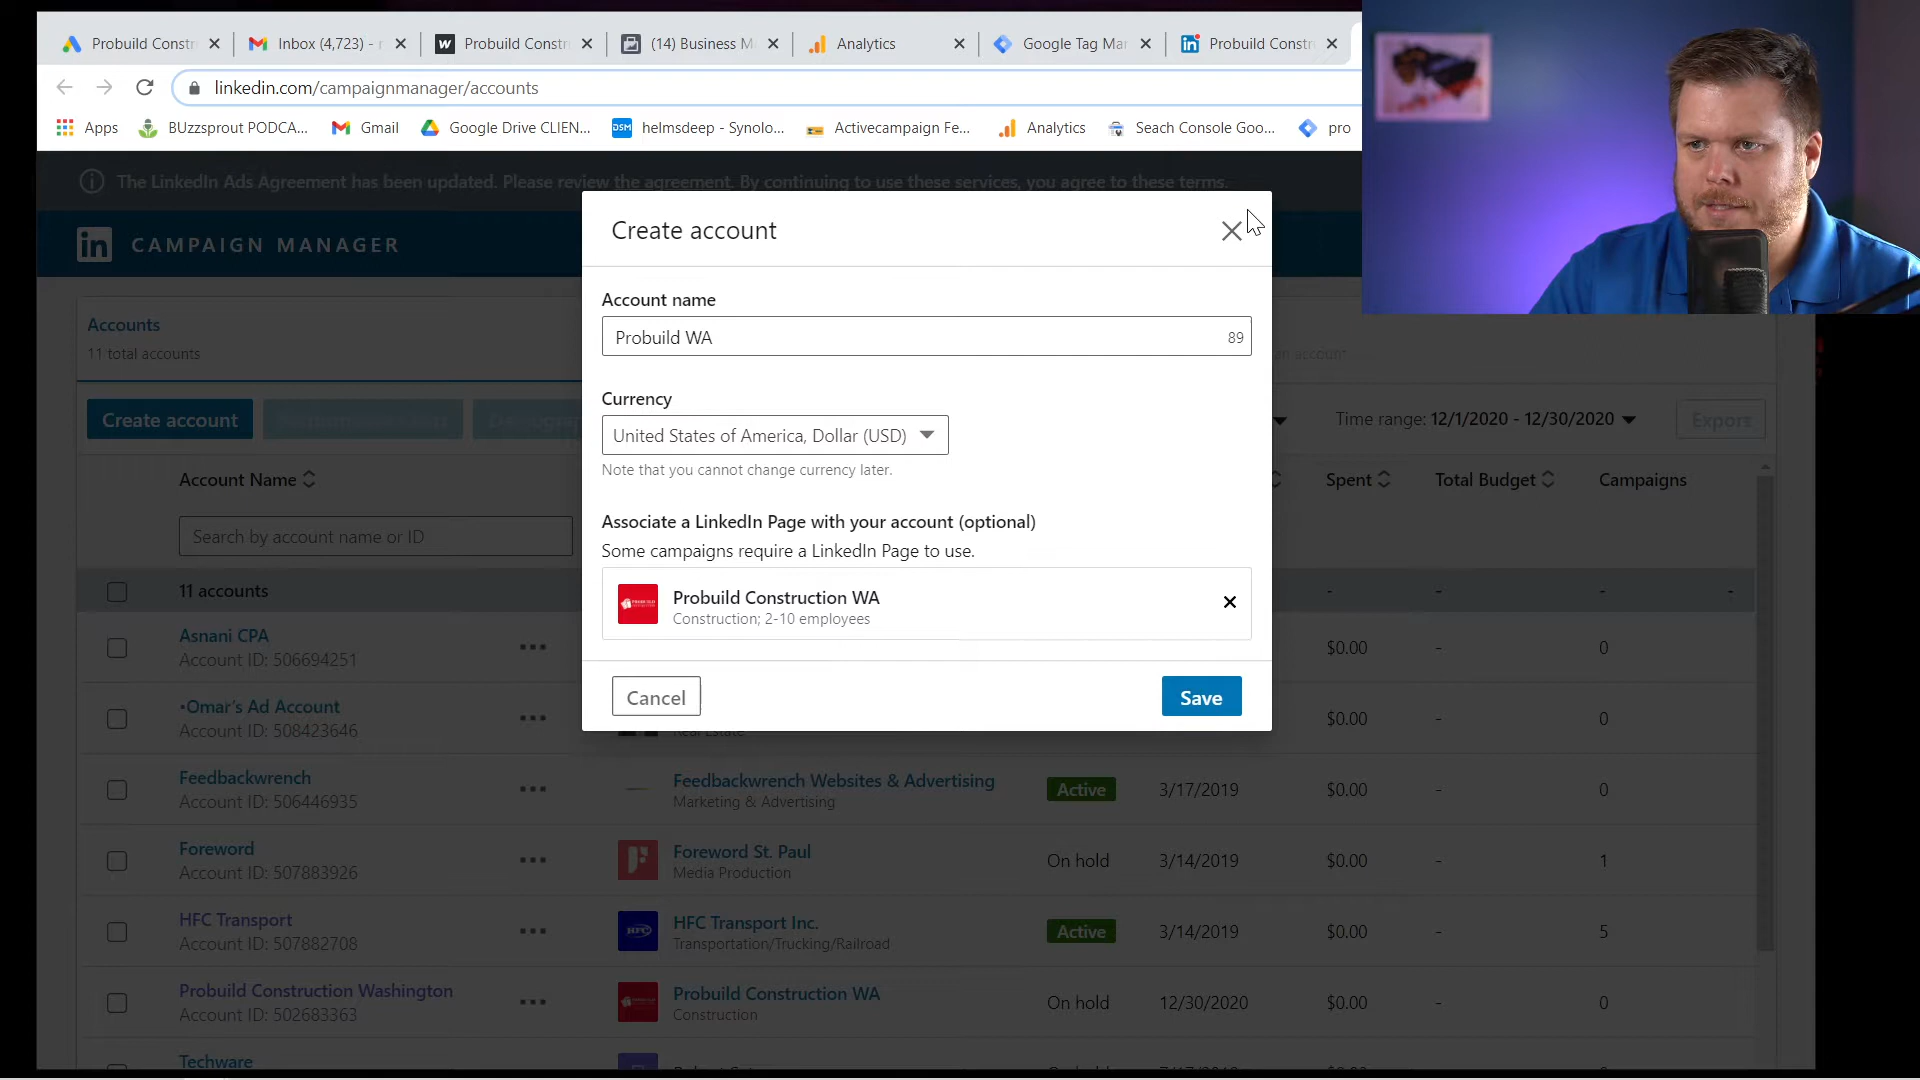 Probuild Constr
Inbox (4,723) - r
Probuild Constr
(14) Business M
Analytics
Google Tag Mar
Probuild Constr
linkedin.com/campaignmanager/accounts
Apps
BUzzsprout PODCA...
Gmail
Google Drive CLIEN...
helmsdeep - Synolo...
Activecampaign Fe...
Analytics
Seach Console Goo...
pro
The LinkedIn Ads Agreement has been updated. Please review the agreement. By continuing to use these services, you agree to these terms.
in CAMPAIGN MANAGER
Create account
Account name
Probuild WA 89
Currency
United States of America, Dollar (USD)
Note that you cannot change currency later.
Associate a LinkedIn Page with your account (optional)
Some campaigns require a LinkedIn Page to use.
Probuild Construction WA
Construction; 2-10 employees
Cancel
Save
Accounts
11 total accounts
an account
Create account
Time range: 12/1/2020 - 12/30/2020
Export
Account Name
Spent
Total Budget
Campaigns
Search by account name or ID
11 accounts - - - -
Asnani CPA
Account ID: 506694251
$0.00 - 0
•Omar's Ad Account
Account ID: 508423646
Real Estate
$0.00 - 0
Feedbackwrench
Account ID: 506446935
Feedbackwrench Websites & Advertising
Marketing & Advertising
Active 3/17/2019 $0.00 - 0
Foreword
Account ID: 507883926
Foreword St. Paul
Media Production
On hold 3/14/2019 $0.00 - 1
HFC Transport
Account ID: 507882708
HFC
HFC Transport Inc.
Transportation/Trucking/Railroad
Active 3/14/2019 $0.00 - 5
Probuild Construction Washington
Account ID: 502683363
Probuild Construction WA
Construction
On hold 12/30/2020 $0.00 - 0
Techware